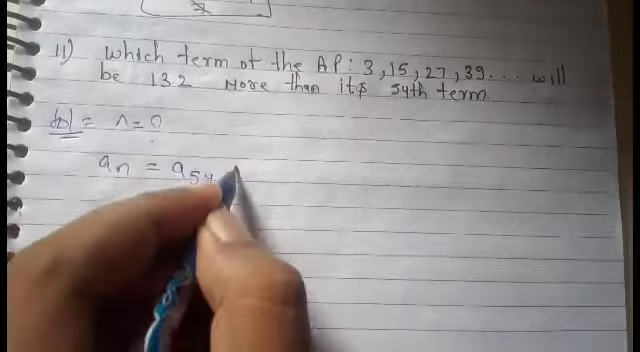 11) Which term of the AP: 3, 15, 27, 39... will
be 132 More than its 54th term.
Sol = n = ?
an = a54